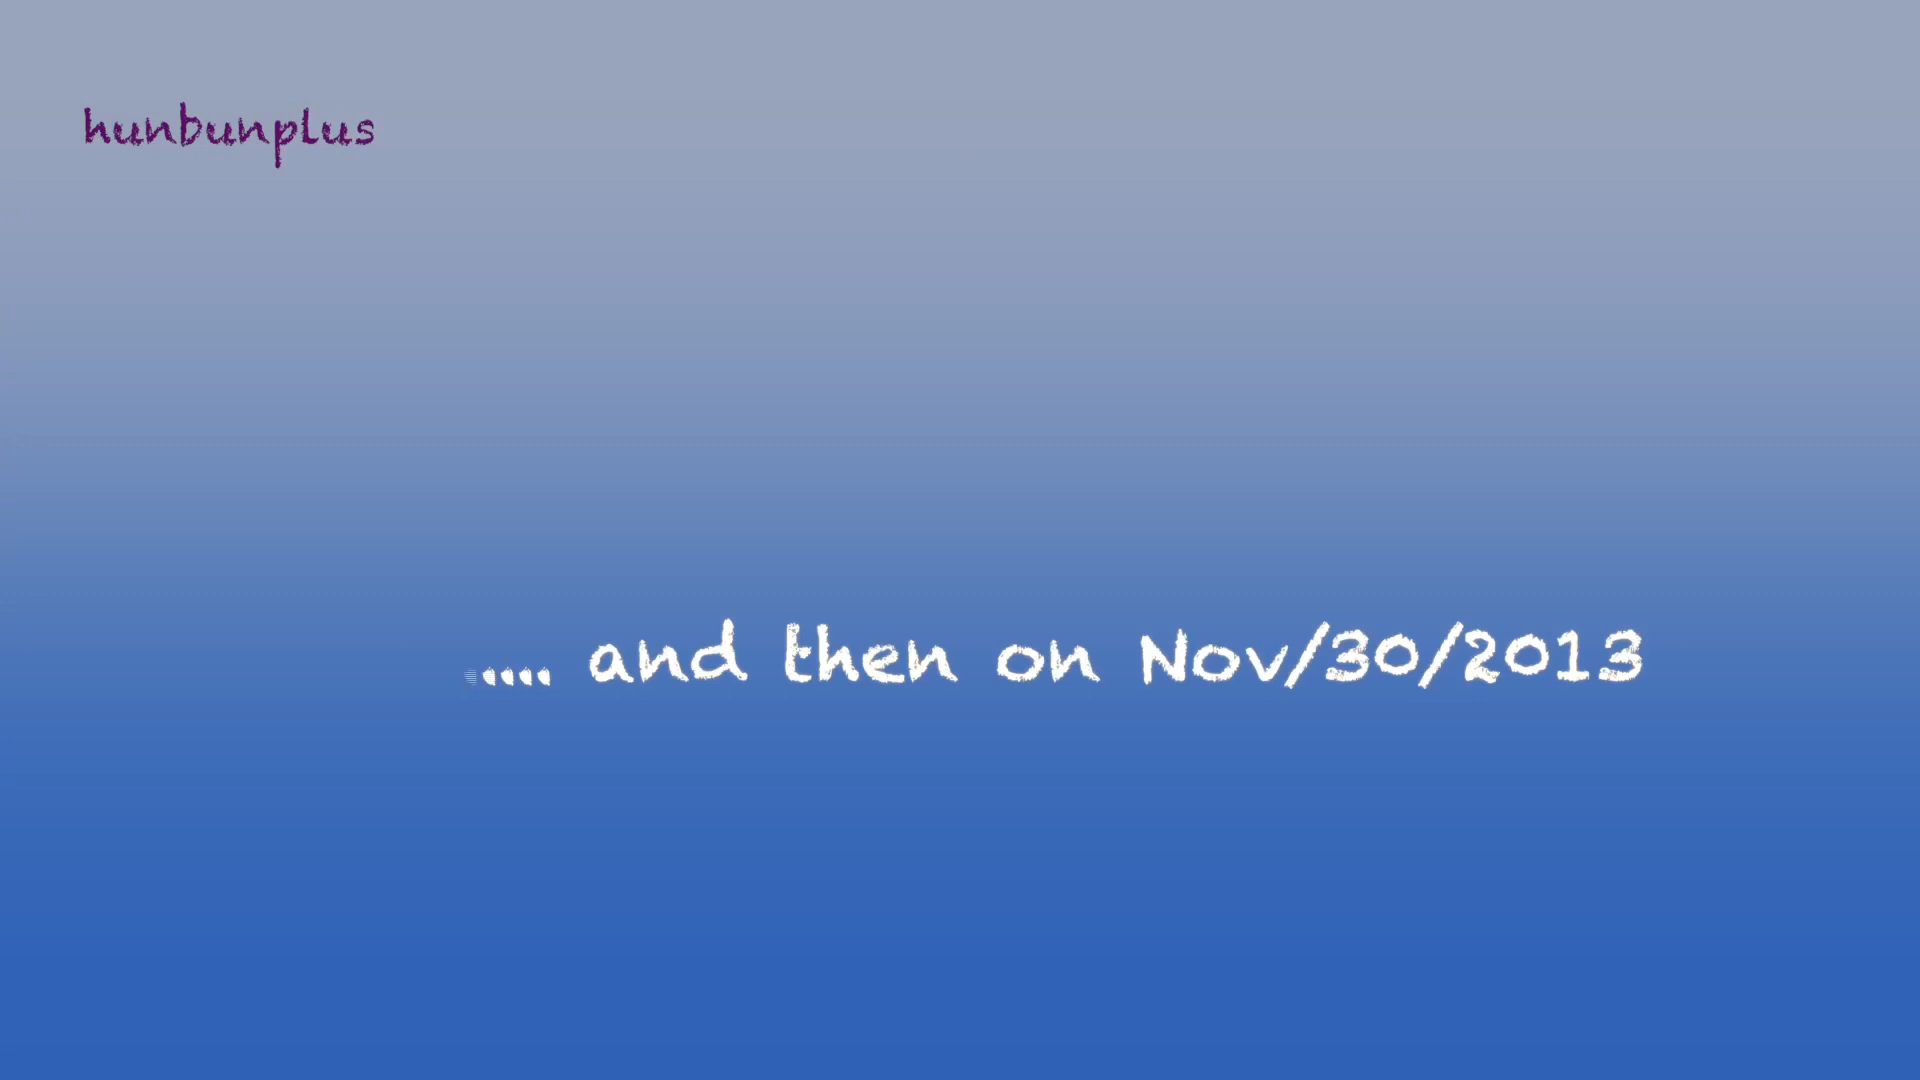 hunbunplus
..... and then on Nov/30/2013